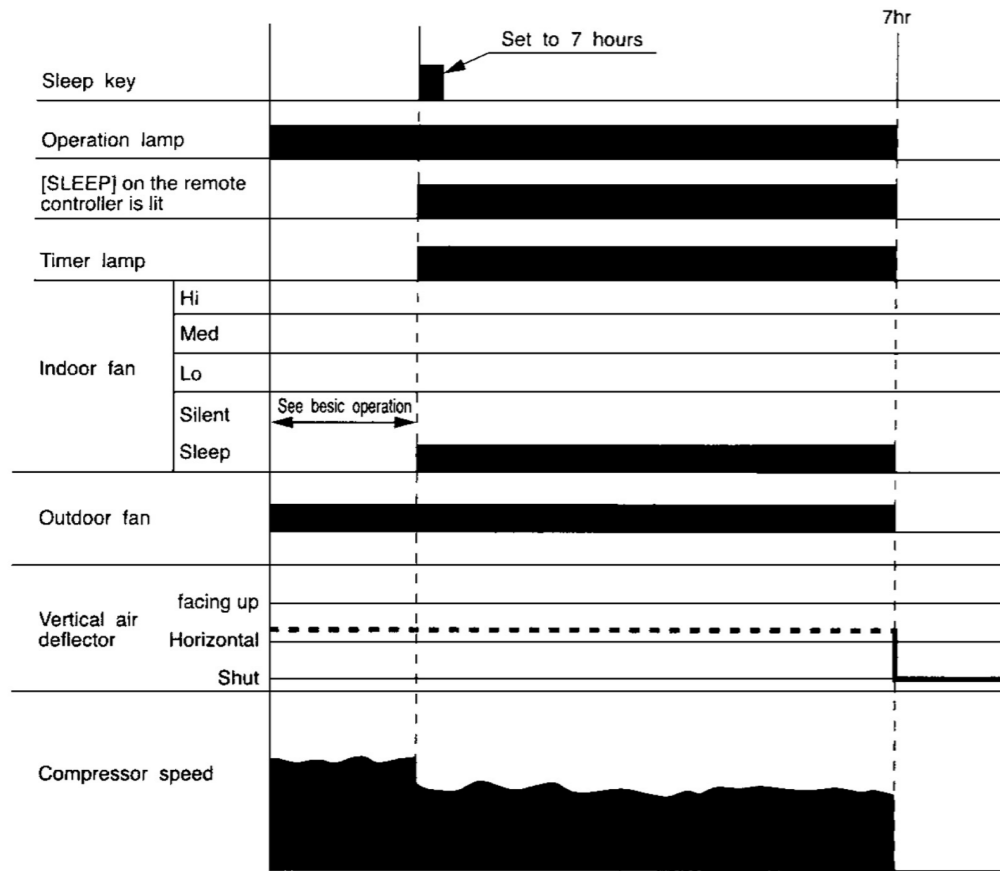 7hr
Set to 7 hours
Sleep key
Operation lamp
[SLEEP] on the remote
controller is lit
Timer lamp
Hi
Med
Indoor fan
Lo
See besic operation
Silent
Sleep
Outdoor fan
facing up
Vertical air
deflector
Horizontal
Shut
Compressor speed